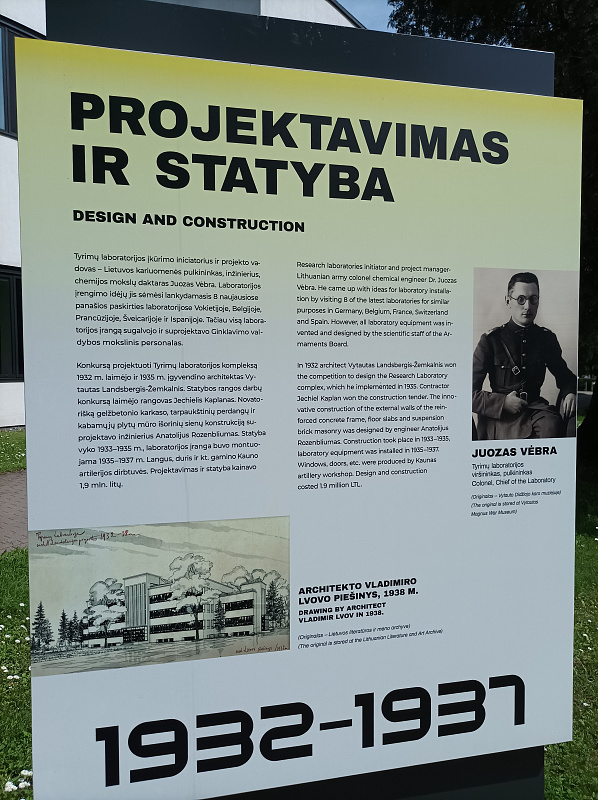 PROJEKTAVIMAS
IR STATYBA
DESIGN AND CONSTRUCTION
Tyrimų laboratorijos įkūrimo iniciatorius ir projekto va-
dovas – Lietuvos kariuomenės pulkininkas, inžinierius,
chemijos mokslų daktaras Juozas Vėbra. Laboratorijos
įrengimo idėjų jis sėmėsi lankydamasis 8 naujausiose
panašios paskirties laboratorijose Vokietijoje, Belgijoje,
Prancūzijoje, Šveicarijoje ir Ispanijoje. Tačiau visą labora-
torijos įrangą sugalvojo ir suprojektavo Ginklavimo val-
dybos mokslinis personalas.
Konkursą projektuoti Tyrimų laboratorijos kompleksą
1932 m. laimėjo ir 1935 m. įgyvendino architektas Vy-
tautas Landsbergis-Žemkalnis. Statybos rangos darbų
konkursą laimėjo rangovas Jechielis Kaplanas. Novato-
rišką gelžbetonio karkaso, tarpaukštinių perdangų ir
kabamųjų plytų mūro išorinių sienų konstrukciją su-
projektavo inžinierius Anatolijus Rozenbliumas. Statyba
vyko 1933–1935 m., laboratorijos įranga buvo montuo-
jama 1935–1937 m. Langus, duris ir kt. gamino Kauno
artilerijos dirbtuvės. Projektavimas ir statyba kainavo
1,9 mln. litų.
Research laboratories initiator and project manager-
Lithuanian army colonel chemical engineer Dr. Juozas
Vėbra. He came up with ideas for laboratory installa-
tion by visiting 8 of the latest laboratories for similar
purposes in Germany, Belgium, France, Switzerland
and Spain. However, all laboratory equipment was in-
vented and designed by the scientific staff of the Ar-
maments Board.
In 1932 architect Vytautas Landsbergis-Žemkalnis won
the competition to design the Research Laboratory
complex, which he implemented in 1935. Contractor
Jechiel Kaplan won the construction tender. The inno-
vative construction of the external walls of the rein-
forced concrete frame, floor slabs and suspension
brick masonry was designed by engineer Anatolijus
Rozenbliumas. Construction took place in 1933–1935,
laboratory equipment was installed in 1935–1937.
Windows, doors, etc. were produced by Kaunas
artillery workshop. Design and construction
costed 1.9 million LTL.
JUOZAS VĖBRA
Tyrimų laboratorijos
viršininkas, pulkininkas
Colonel, Chief of the Laboratory
(Originalas – Vytauto Didžiojo karo muziejuje)
(The original is stored at Vytautas
Magnus War Museum)
ARCHITEKTO VLADIMIRO
LVOVO PIEŠINYS, 1938 M.
DRAWING BY ARCHITECT
VLADIMIR LVOV IN 1938.
(Originalas – Lietuvos literatūros ir meno archyve)
(The original is stored at the Lithuanian Literature and Art Archive)
1932–1937